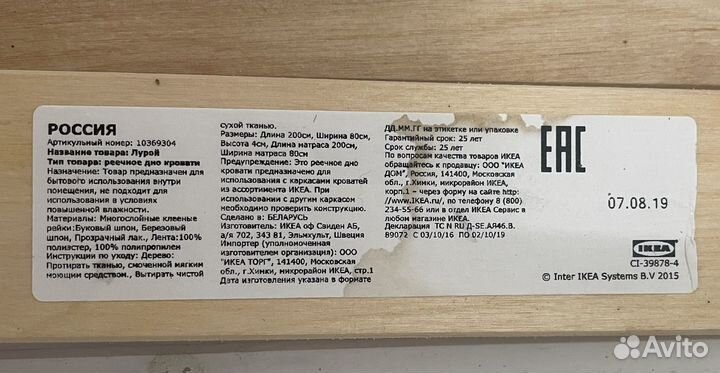 РОССИЯ
Артикульный номер: 10369304
Название товара: Лурой
Тип товара: реечное дно кровати
Назначение: Товар предназначен для
бытового использования внутри
помещения, не подходит для
использования в условиях
повышенной влажности.
Материалы: Многослойные клееные
рейки:Буковый шпон, Березовый
шпон, Прозрачный лак., Лента:100%
полиэстер, 100% полипропилен
Инструкции по уходу: Дерево:
Протирать тканью, смоченной мягким
моющим средством., Вытирать чистой
сухой тканью.
Размеры: Длина 200см, Ширина 80см,
Высота 4см, Длина матраса 200см,
Ширина матраса 80см
Предупреждение: Это реечное дно
кровати предназначено для
использования с каркасами кроватей
из ассортимента ИКЕА. При
использовании с другим каркасом
необходимо проверить конструкцию.
Сделано в: БЕЛАРУСЬ
Изготовитель: ИКЕА оф Свиден АБ,
а/я 702, 343 81, Эльмхульт, Швеция
Импортер (уполномоченная
изготовителем организация): ООО
"ИКЕА ТОРГ", 141400, Московская
обл., г.Химки, микрорайон ИКЕА, стр.1
Дата изготовления указана в формате
ДД.ММ.ГГ на этикетке или упаковке
Гарантийный срок: 25 лет
Срок службы: 25 лет
По вопросам качества товаров ИКЕА
обращайтесь к продавцу: ООО "ИКЕА
ДОМ", Россия, 141400, Московская
обл., г.Химки, микрорайон ИКЕА,
корп.1 - через форму на сайте http:
//www.IKEA.ru/, по телефону 8 (800)
234-55-66 или в отдел ИКЕА Сервис в
любом магазине ИКЕА.
Декларация TC N RU Д-SE.АЯ46.В.
89072 С 03/10/16 ПО 02/10/19
EAC
07.08.19
IKEA
CI-39878-4
© Inter IKEA Systems B.V 2015
Avito